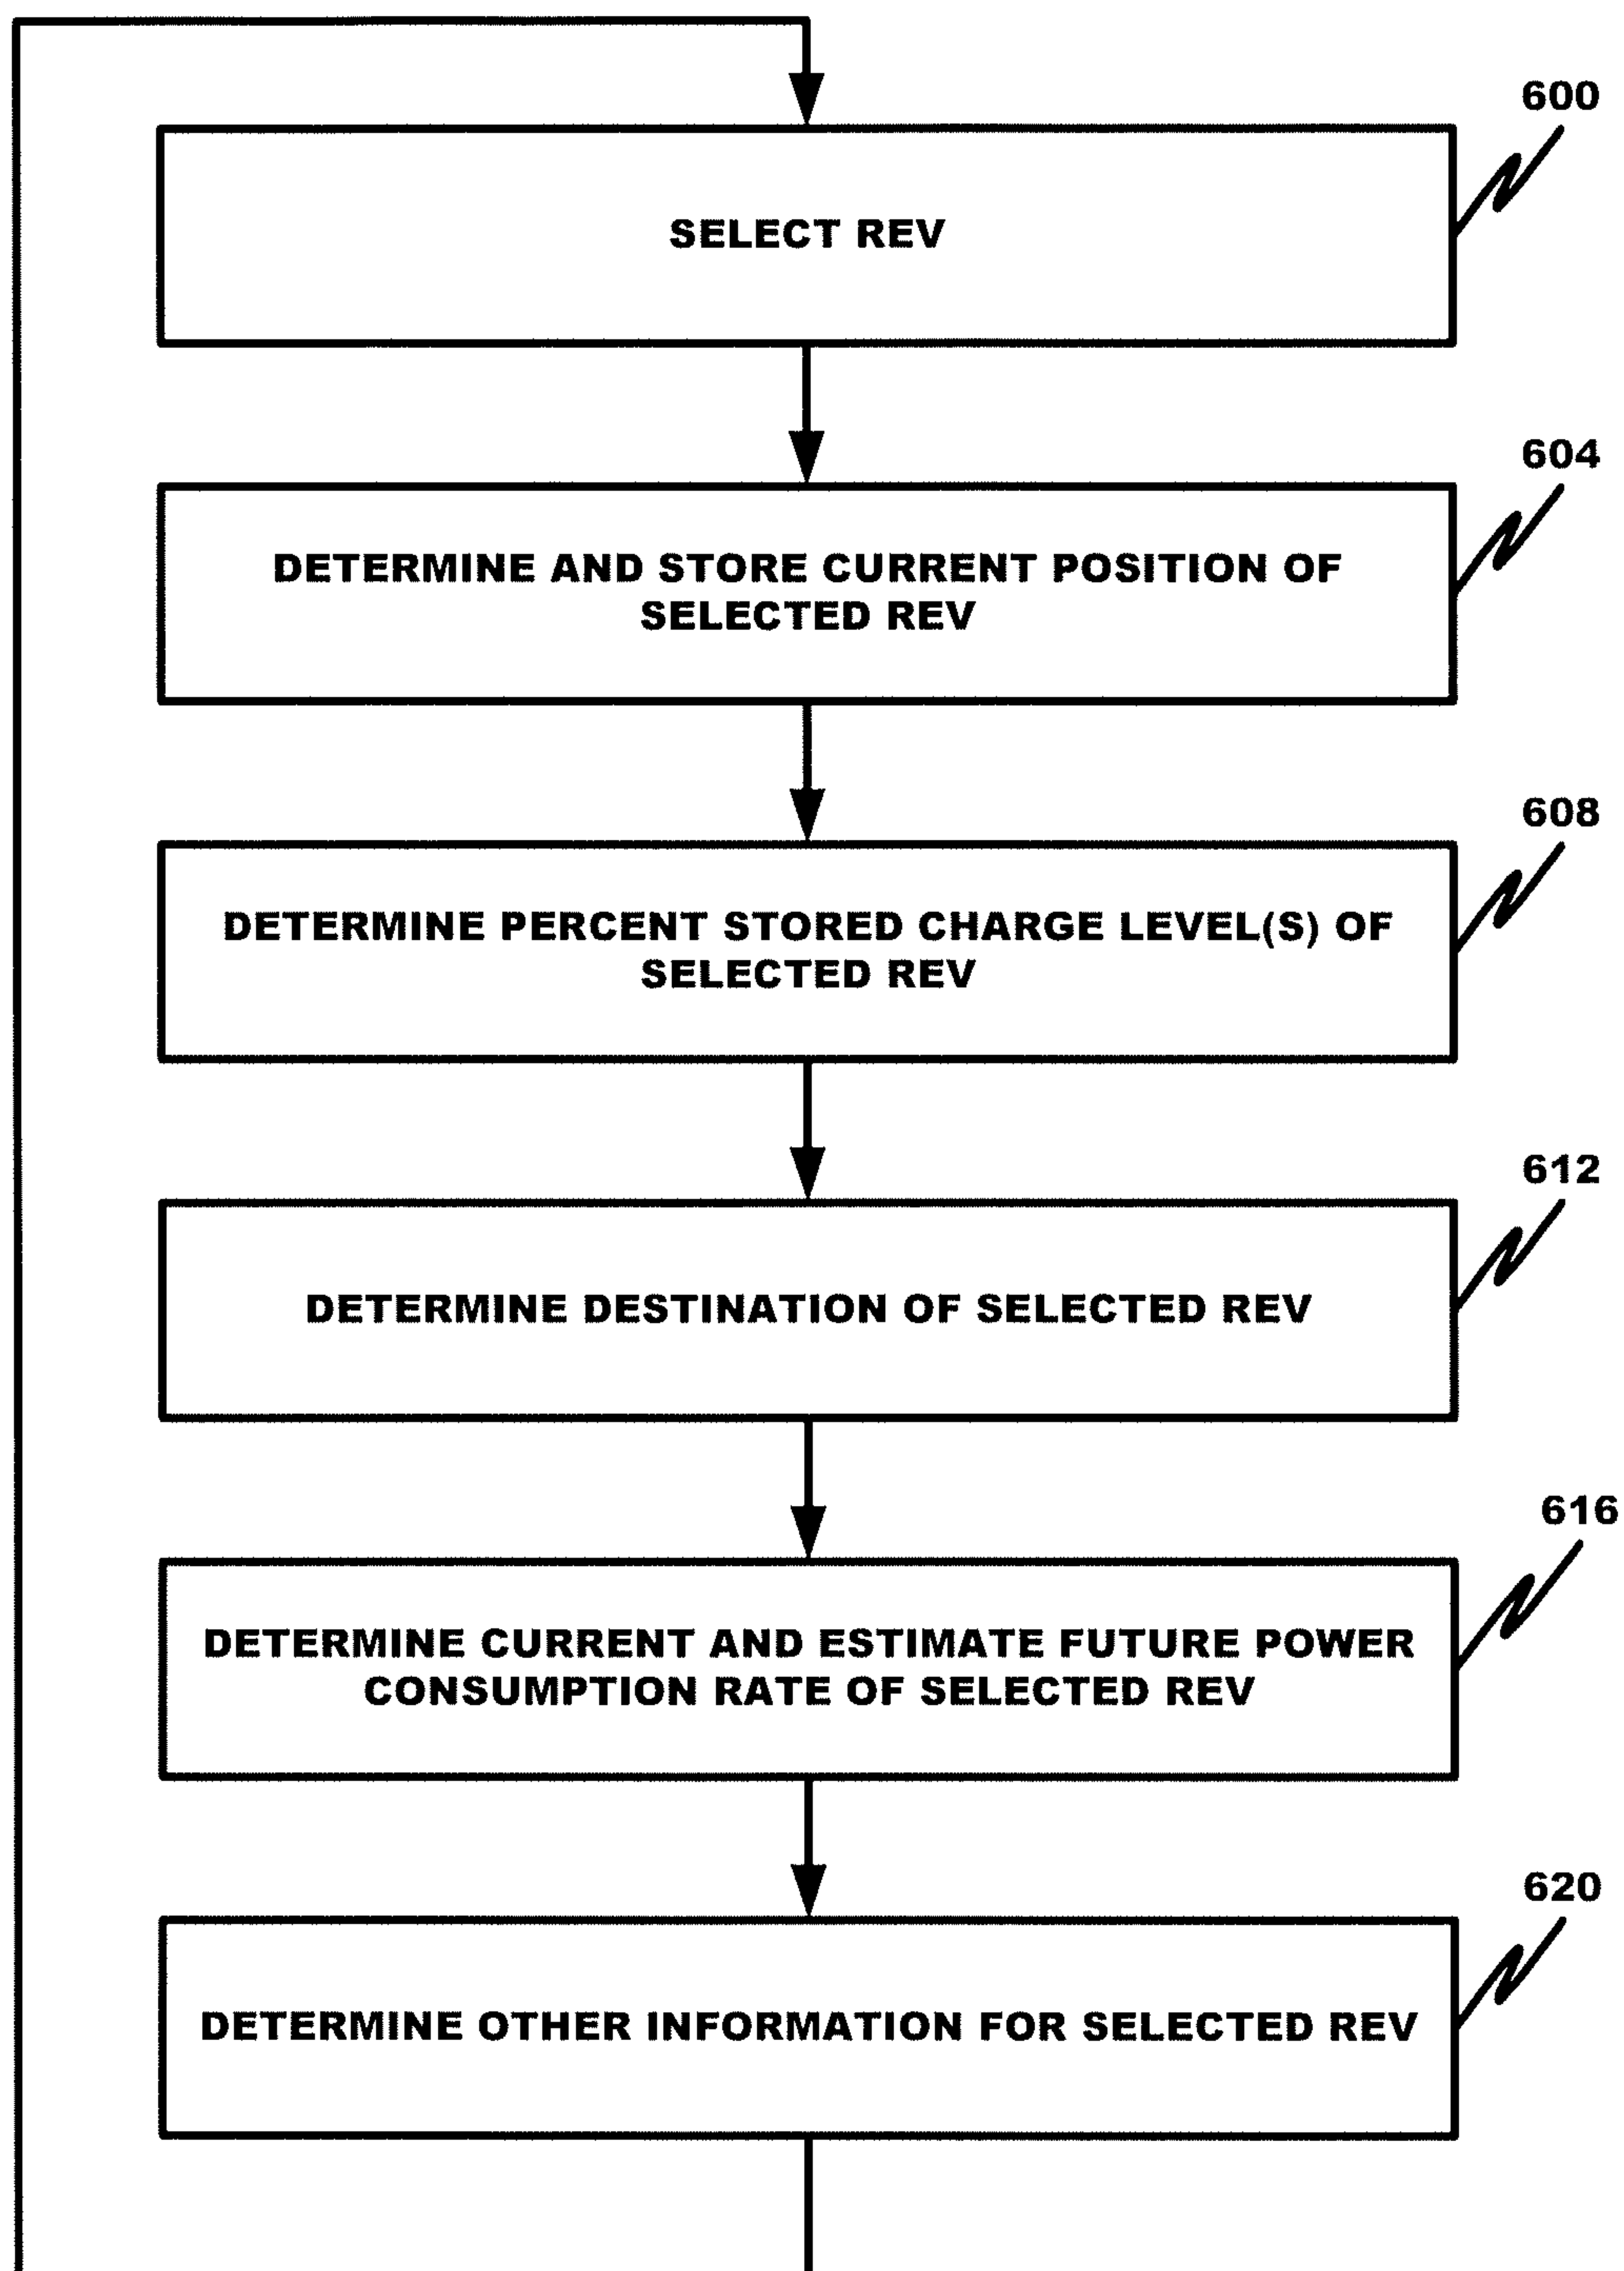 600
SELECT REV
604
DETERMINE AND STORE CURRENT POSITION OF
SELECTED REV
608
DETERMINE PERCENT STORED CHARGE LEVEL(S) OF
SELECTED REV
612
DETERMINE DESTINATION OF SELECTED REV
616
DETERMINE CURRENT AND ESTIMATE FUTURE POWER
CONSUMPTION RATE OF SELECTED REV
620
DETERMINE OTHER INFORMATION FOR SELECTED REV